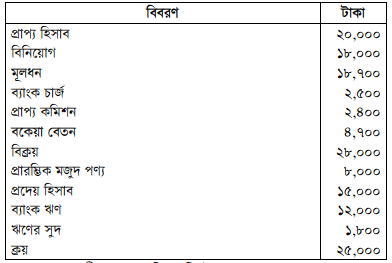 বিবরণ টাকা
প্রাপ্য হিসাব ২০,০০০
বিনিয়োগ ১৮,০০০
মূলধন ১৮,৭০০
ব্যাংক চার্জ ২,৫০০
প্রাপ্য কমিশন ২,৪০০
বকেয়া বেতন ৪,৭০০
বিক্রয় ২৮,০০০
প্রারম্ভিক মজুদ পণ্য ৮,০০০
প্রদেয় হিসাব ১৫,০০০
ব্যাংক ঋণ ১২,০০০
ঋণের সুদ ১,৮০০
ক্রয় ২৫,০০০